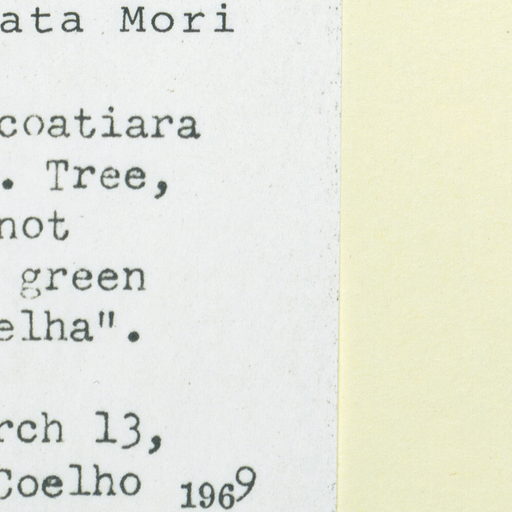 ata Mori
coatiara
. Tree,
not
green
elha".
rch 13,
Coelho 1969